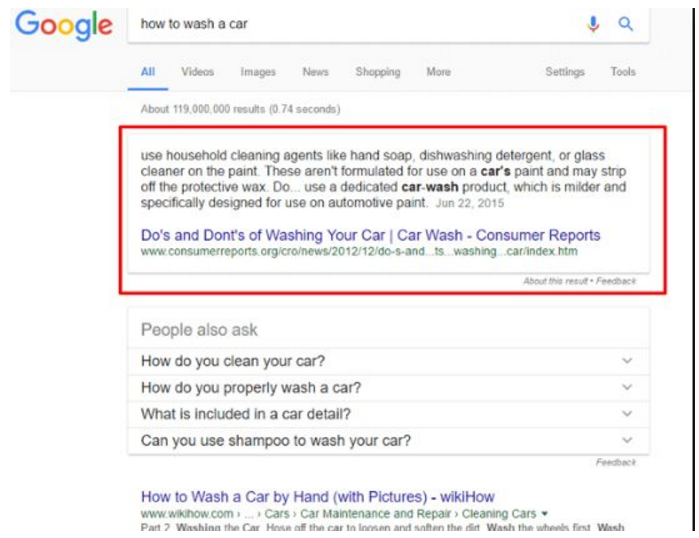 Google how to wash a car
All Videos Images News Shopping More Settings Tools
About 119,000,000 results (0.74 seconds)
use household cleaning agents like hand soap, dishwashing detergent, or glass
cleaner on the paint. These aren't formulated for use on a car's paint and may strip
off the protective wax. Do... use a dedicated car-wash product, which is milder and
specifically designed for use on automotive paint. Jun 22, 2015
Do's and Dont's of Washing Your Car | Car Wash - Consumer Reports
www.consumerreports.org/cro/news/2012/12/do-s-and...ts...washing...car/index.htm
About this result • Feedback
People also ask
How do you clean your car?
How do you properly wash a car?
What is included in a car detail?
Can you use shampoo to wash your car?
Feedback
How to Wash a Car by Hand (with Pictures) - wikiHow
www.wikihow.com › ... › Cars › Car Maintenance and Repair › Cleaning Cars
Part 2. Washing the Car. Hose off the car to loosen and soften the dirt. Wash the wheels first. Wash